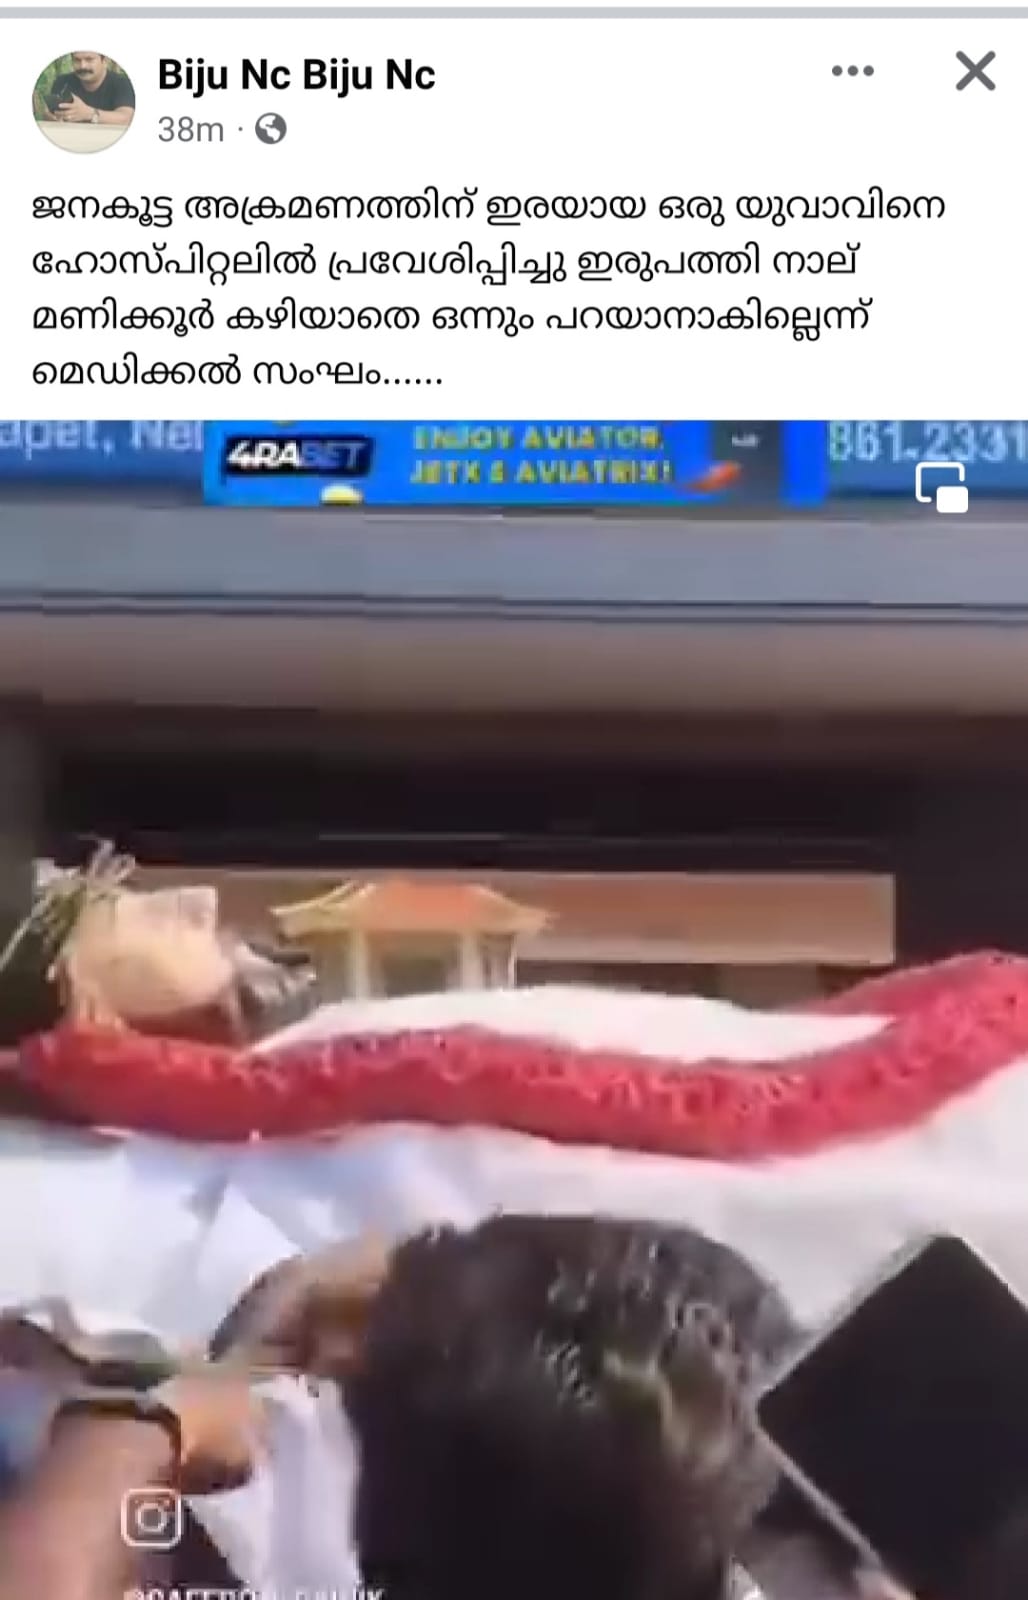 Biju Nc Biju Nc
38m ·
ജനകൂട്ട അക്രമണത്തിന് ഇരയായ ഒരു യുവാവിനെ
ഹോസ്പിറ്റലിൽ പ്രവേശിപ്പിച്ചു ഇരുപത്തി നാല്
മണിക്കൂർ കഴിയാതെ ഒന്നും പറയാനാകില്ലെന്ന്
മെഡിക്കൽ സംഘം......
4RABET
ENJOY AVIATOR,
JETX & AVIATRIX!
861.2331